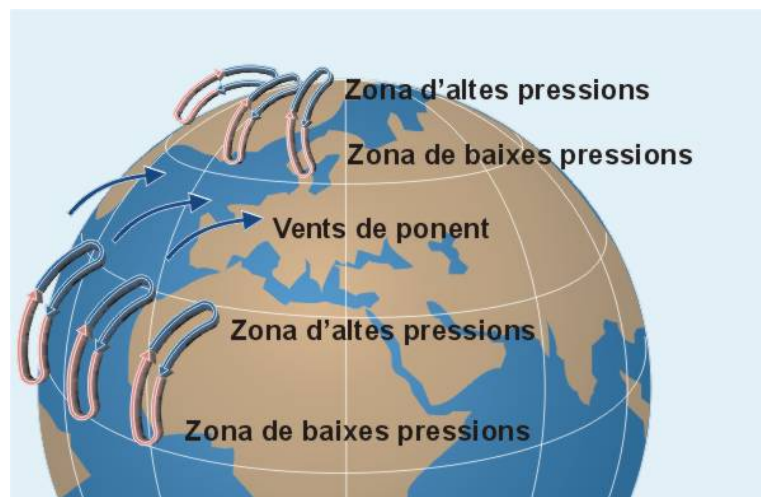 Zona d'altes pressions
Zona de baixes pressions
Vents de ponent
Zona d'altes pressions
Zona de baixes pressions